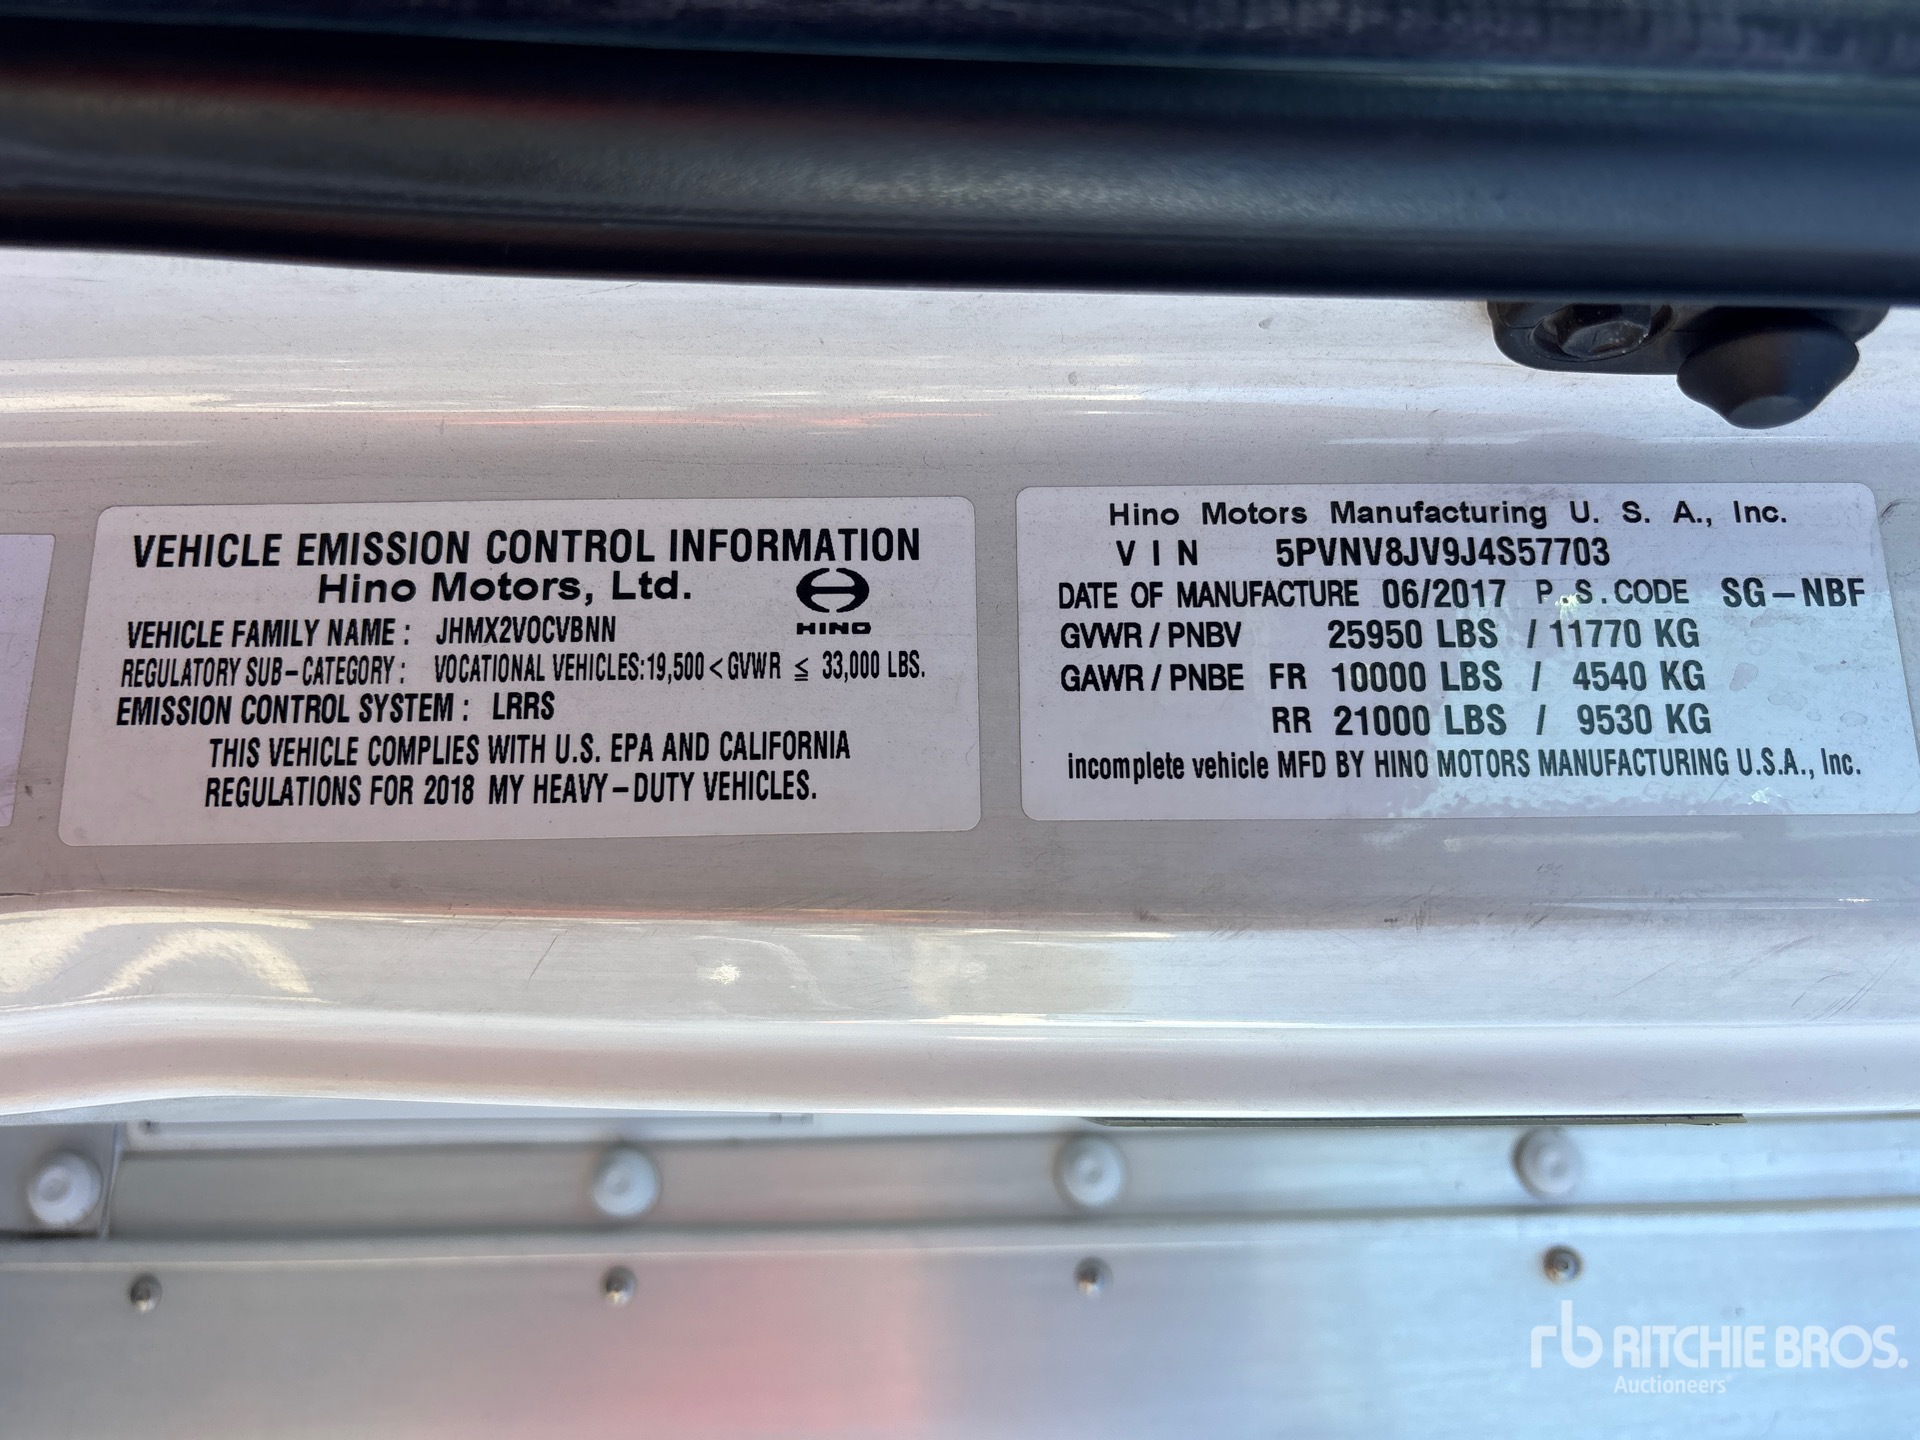 VEHICLE EMISSION CONTROL INFORMATION
Hino Motors, Ltd.
HINO
VEHICLE FAMILY NAME : JHMX2VOCVBNN
REGULATORY SUB-CATEGORY : VOCATIONAL VEHICLES:19,500 < GVWR ≦ 33,000 LBS.
EMISSION CONTROL SYSTEM : LRRS
THIS VEHICLE COMPLIES WITH U.S. EPA AND CALIFORNIA
REGULATIONS FOR 2018 MY HEAVY-DUTY VEHICLES.
Hino Motors Manufacturing U. S. A., Inc.
VIN 5PVNV8JV9J4S57703
DATE OF MANUFACTURE 06/2017 P.S.CODE SG-NBF
GVWR / PNBV 25950 LBS / 11770 KG
GAWR / PNBE FR 10000 LBS / 4540 KG
RR 21000 LBS / 9530 KG
incomplete vehicle MFD BY HINO MOTORS MANUFACTURING U.S.A., Inc.
rb RITCHIE BROS.
Auctioneers